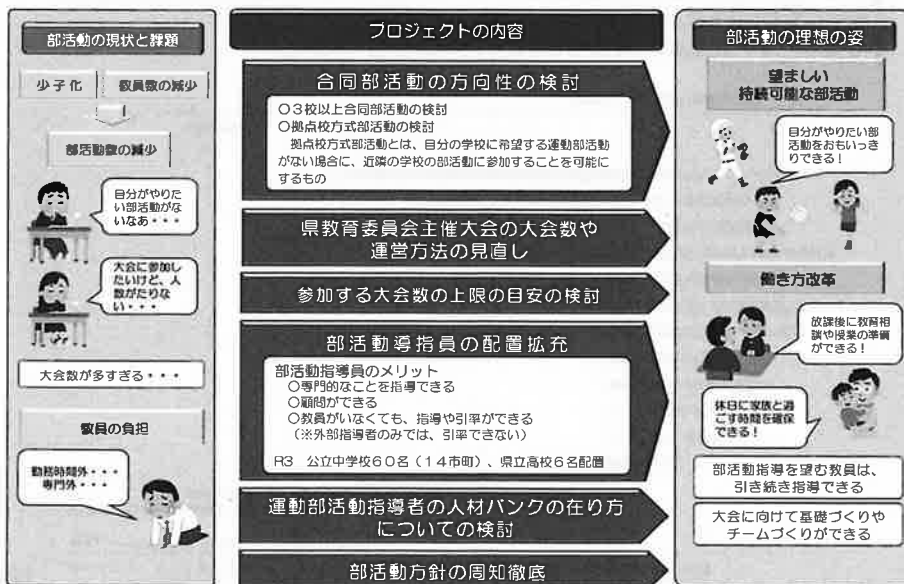 部活動の現状と課題
少子化
教員数の減少
部活動数の減少
自分がやりた
い部活動がな
いなあ・・・
大会に参加し
たいけど、人
数がたりな
い・・・
大会数が多すぎる・・・
教員の負担
勤務時間外・・・
専門外・・・
プロジェクトの内容
合同部活動の方向性の検討
○3校以上合同部活動の検討
○拠点校方式部活動の検討
拠点校方式部活動とは、自分の学校に希望する運動部活動
がない場合に、近隣の学校の部活動に参加することを可能に
するもの
県教育委員会主催大会の大会数や
運営方法の見直し
参加する大会数の上限の目安の検討
部活動導指員の配置拡充
部活動指導員のメリット
○専門的なことを指導できる
○顧問ができる
○教員がいなくても、指導や引率ができる
(※外部指導者のみでは、引率できない)
R3 公立中学校60名(14市町)、県立高校6名配置
運動部活動指導者の人材バンクの在り方
についての検討
部活動方針の周知徹底
部活動の理想の姿
望ましい
持続可能な部活動
自分がやりたい部
活動をおもいっき
りできる!
働き方改革
放課後に教育相
談や授業の準備
ができる!
休日に家族と過
ごす時間を確保
できる!
部活動指導を望む教員は、
引き続き指導できる
大会に向けて基礎づくりや
チームづくりができる